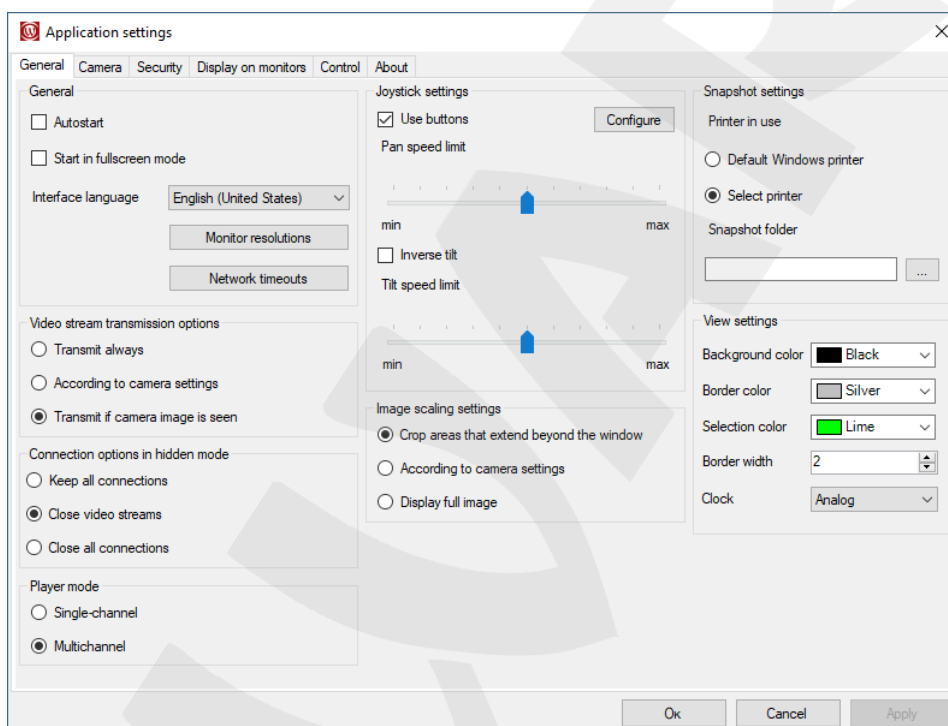 Application settings
General Camera Security Display on monitors Control About
General
Autostart
Start in fullscreen mode
Interface language English (United States)
Monitor resolutions
Network timeouts
Video stream transmission options
Transmit always
According to camera settings
Transmit if camera image is seen
Connection options in hidden mode
Keep all connections
Close video streams
Close all connections
Player mode
Single-channel
Multichannel
Joystick settings
Use buttons Configure
Pan speed limit
min max
Inverse tilt
Tilt speed limit
min max
Image scaling settings
Crop areas that extend beyond the window
According to camera settings
Display full image
Snapshot settings
Printer in use
Default Windows printer
Select printer
Snapshot folder
...
View settings
Background color Black
Border color Silver
Selection color Lime
Border width 2
Clock Analog
Ок Cancel Apply